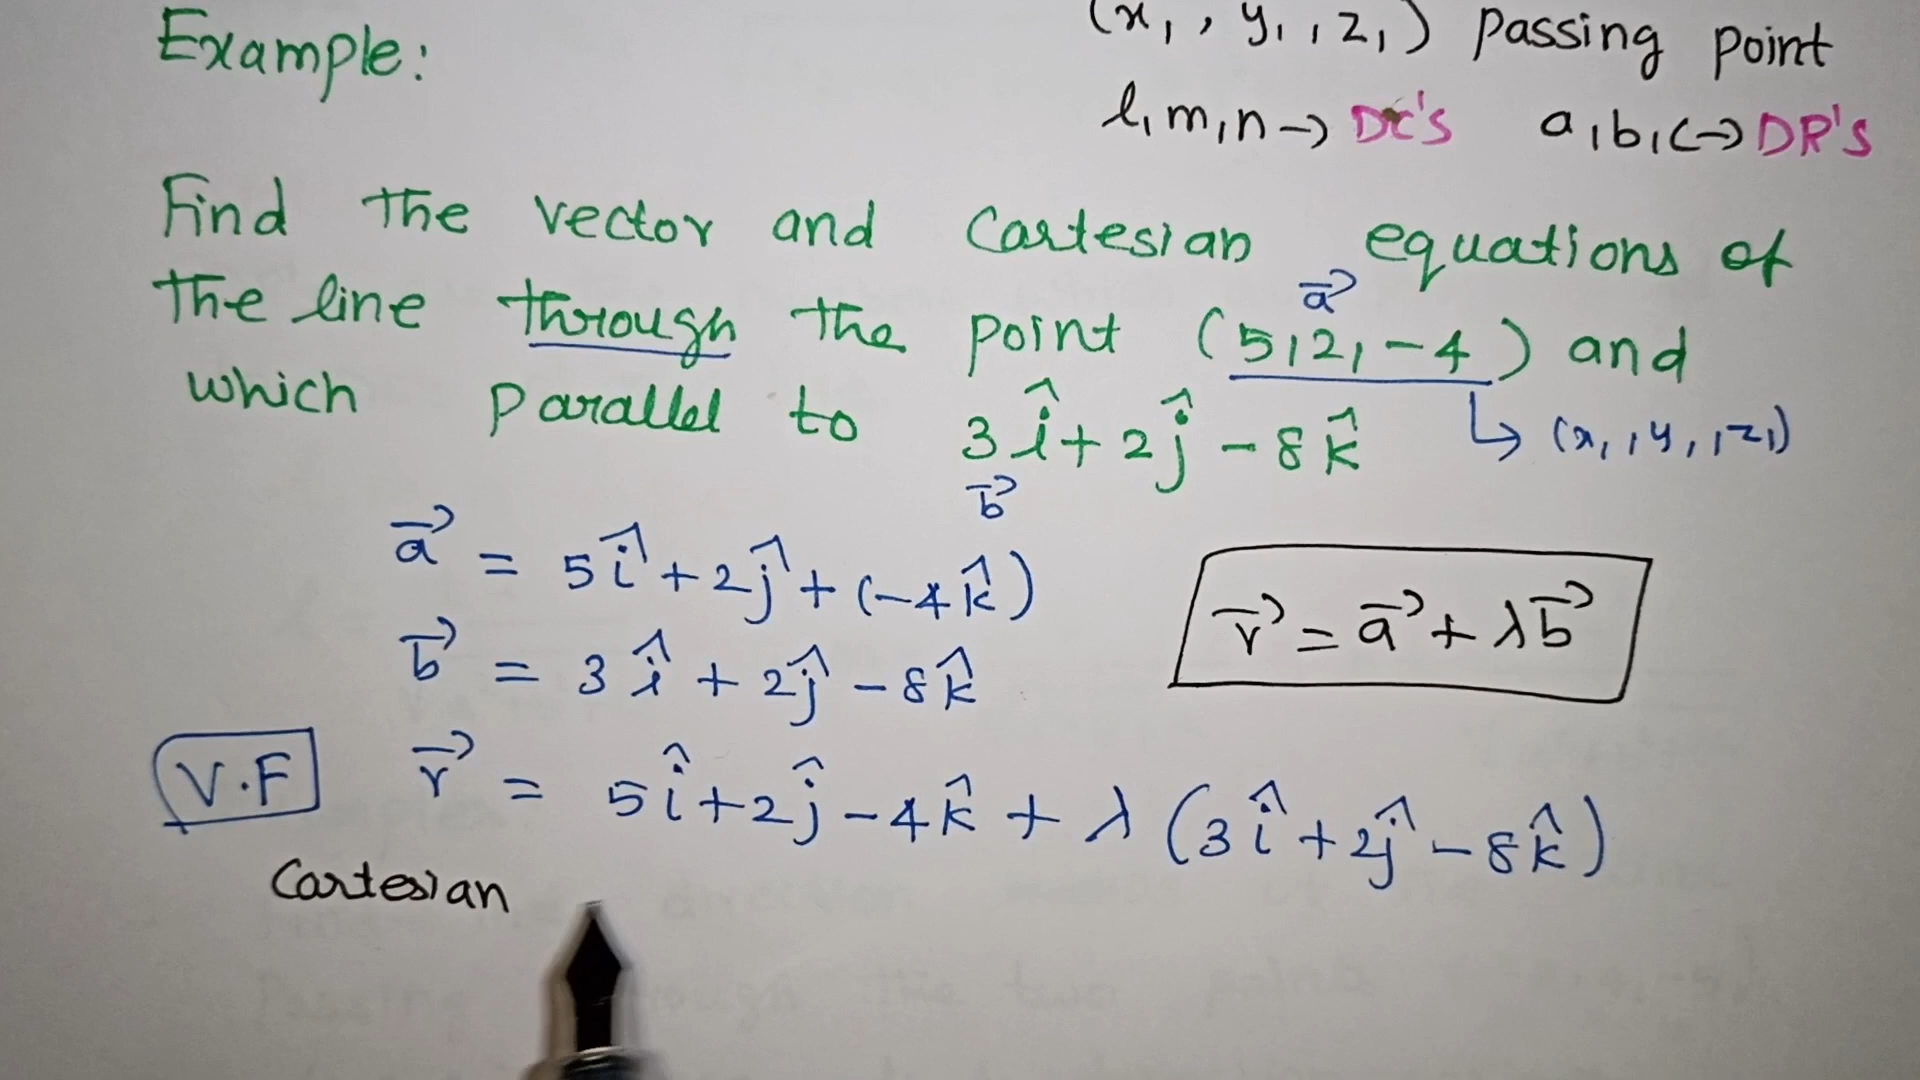 Example:
(x₁, y₁, z₁) passing point
l, m, n → DC's a, b, c → DR's
Find the vector and Cartesian equations of
the line through the point (5, 2, -4) and
a⃗
which parallel to 3î + 2ĵ - 8k̂
↳ (x₁, y₁, z₁)
b⃗
a⃗ = 5î + 2ĵ + (-4k̂)
b⃗ = 3î + 2ĵ - 8k̂
r⃗ = a⃗ + λb⃗
V.F r⃗ = 5î + 2ĵ - 4k̂ + λ (3î + 2ĵ - 8k̂)
Cartesian